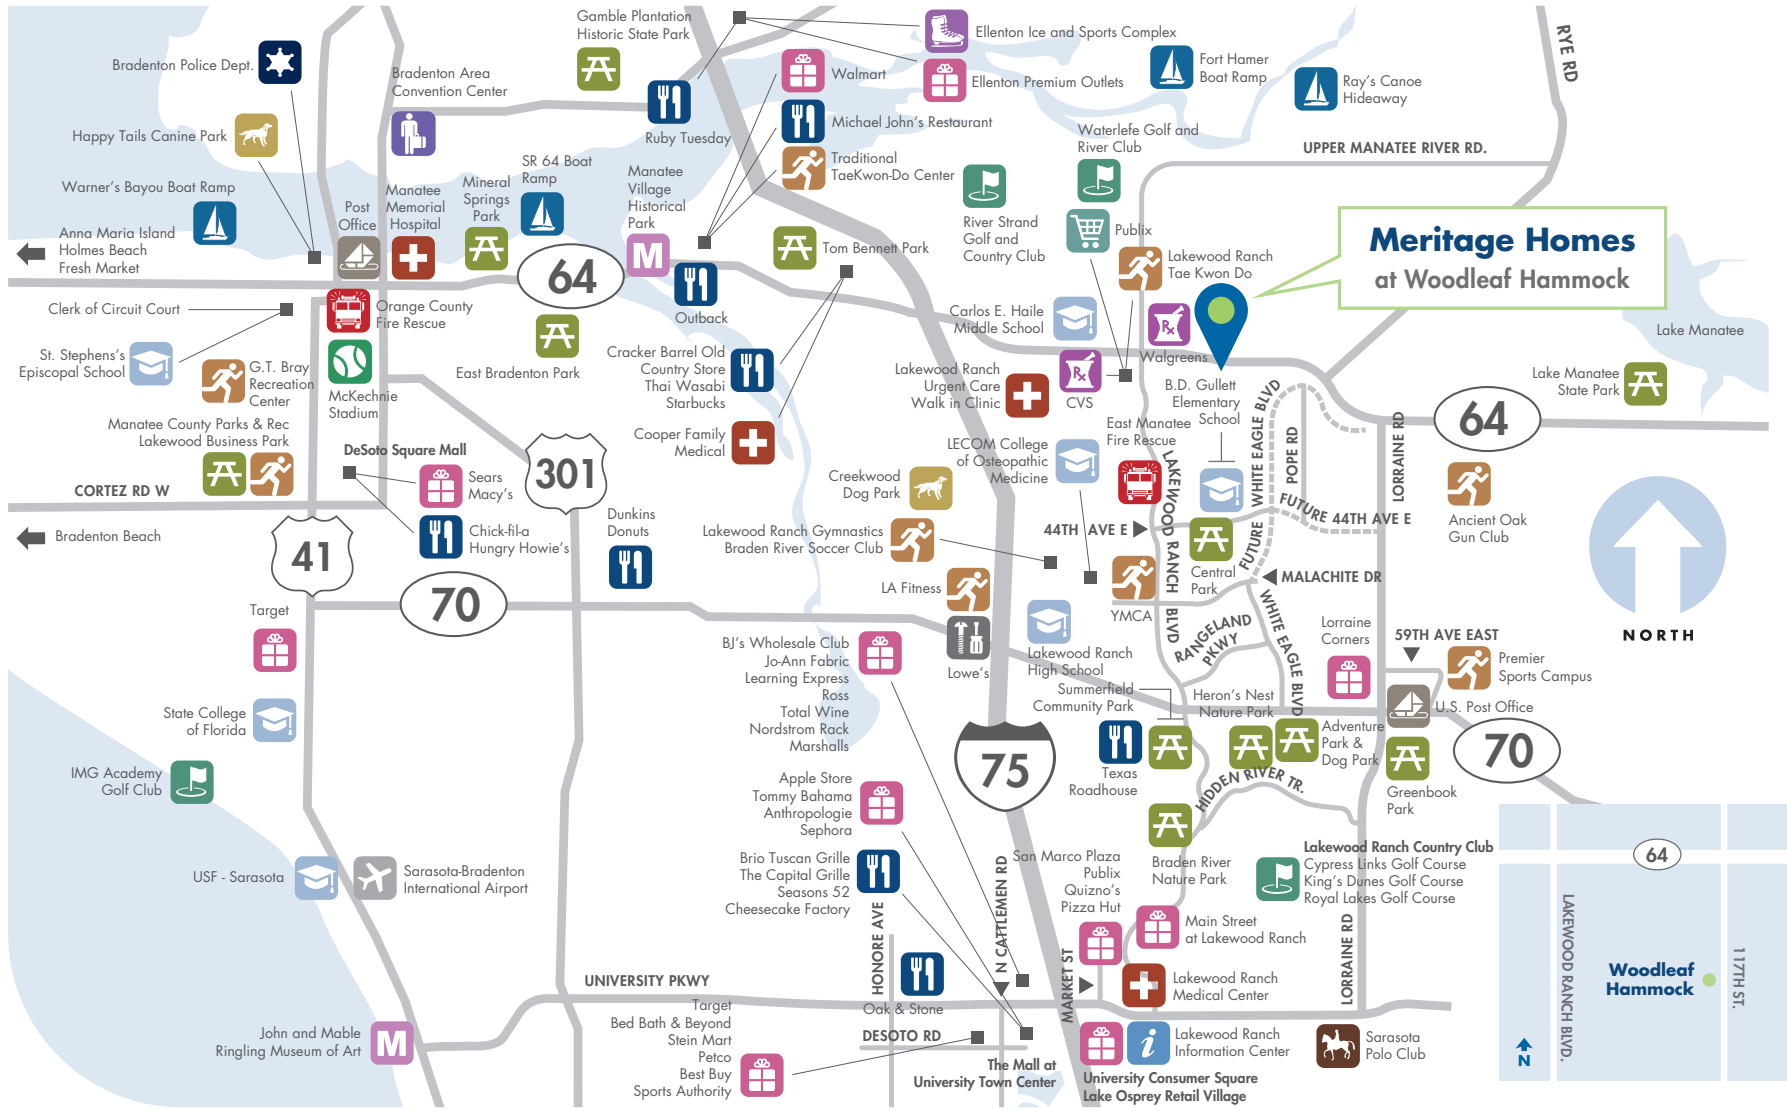 Gamble Plantation
Historic State Park
Bradenton Police Dept.
Bradenton Area
Convention Center
Ruby Tuesday
Walmart
Michael John's Restaurant
Traditional
TaeKwon-Do Center
Ellenton Ice and Sports Complex
Ellenton Premium Outlets
Fort Hamer
Boat Ramp
Ray's Canoe
Hideaway
RYE RD
UPPER MANATEE RIVER RD.
Waterlefe Golf and
River Club
Happy Tails Canine Park
Warner's Bayou Boat Ramp
Anna Maria Island
Holmes Beach
Fresh Market
Post
Office
Manatee
Memorial
Hospital
Mineral
Springs
Park
SR 64 Boat
Ramp
Manatee
Village
Historical
Park
M
64
Outback
Tom Bennett Park
River Strand
Golf and
Country Club
Publix
Lakewood Ranch
Tae Kwon Do
Meritage Homes
at Woodleaf Hammock
Lake Manatee
Lake Manatee
State Park
Clerk of Circuit Court
Orange County
Fire Rescue
St. Stephens's
Episcopal School
G.T. Bray
Recreation
Center
McKechnie
Stadium
East Bradenton Park
Cracker Barrel Old
Country Store
Thai Wasabi
Starbucks
Cooper Family
Medical
Carlos E. Haile
Middle School
Rx
Walgreens
Rx
CVS
Lakewood Ranch
Urgent Care
Walk in Clinic
B.D. Gullett
Elementary
School
East Manatee
Fire Rescue
LECOM College
of Osteopathic
Medicine
64
Manatee County Parks & Rec
Lakewood Business Park
DeSoto Square Mall
Sears
Macy's
Chick-fil-a
Hungry Howie's
CORTEZ RD W
Bradenton Beach
301
41
70
Dunkins
Donuts
Creekwood
Dog Park
Lakewood Ranch Gymnastics
Braden River Soccer Club
LA Fitness
Lowe's
44TH AVE E
LAKEWOOD RANCH BLVD
FUTURE WHITE EAGLE BLVD
POPE RD
LORRAINE RD
FUTURE 44TH AVE E
Ancient Oak
Gun Club
Central
Park
YMCA
MALACHITE DR
RANGELAND
PKWY
WHITE EAGLE BLVD
NORTH
Lorraine
Corners
59TH AVE EAST
Premier
Sports Campus
U.S. Post Office
Lakewood Ranch
High School
Summerfield
Community Park
Heron's Nest
Nature Park
Adventure
Park &
Dog Park
Texas
Roadhouse
HIDDEN RIVER TR.
Greenbook
Park
70
75
Target
State College
of Florida
IMG Academy
Golf Club
USF - Sarasota
Sarasota-Bradenton
International Airport
BJ's Wholesale Club
Jo-Ann Fabric
Learning Express
Ross
Total Wine
Nordstrom Rack
Marshalls
Apple Store
Tommy Bahama
Anthropologie
Sephora
Brio Tuscan Grille
The Capital Grille
Seasons 52
Cheesecake Factory
Braden River
Nature Park
San Marco Plaza
Publix
Quizno's
Pizza Hut
Lakewood Ranch Country Club
Cypress Links Golf Course
King's Dunes Golf Course
Royal Lakes Golf Course
Main Street
at Lakewood Ranch
Lakewood Ranch
Medical Center
HONORE AVE
N CATTLEMEN RD
MARKET ST
LORRAINE RD
UNIVERSITY PKWY
Oak & Stone
DESOTO RD
John and Mable
Ringling Museum of Art
M
Target
Bed Bath & Beyond
Stein Mart
Petco
Best Buy
Sports Authority
The Mall at
University Town Center
i
Lakewood Ranch
Information Center
University Consumer Square
Lake Osprey Retail Village
Sarasota
Polo Club
64
LAKEWOOD RANCH BLVD.
Woodleaf
Hammock
117TH ST.
N